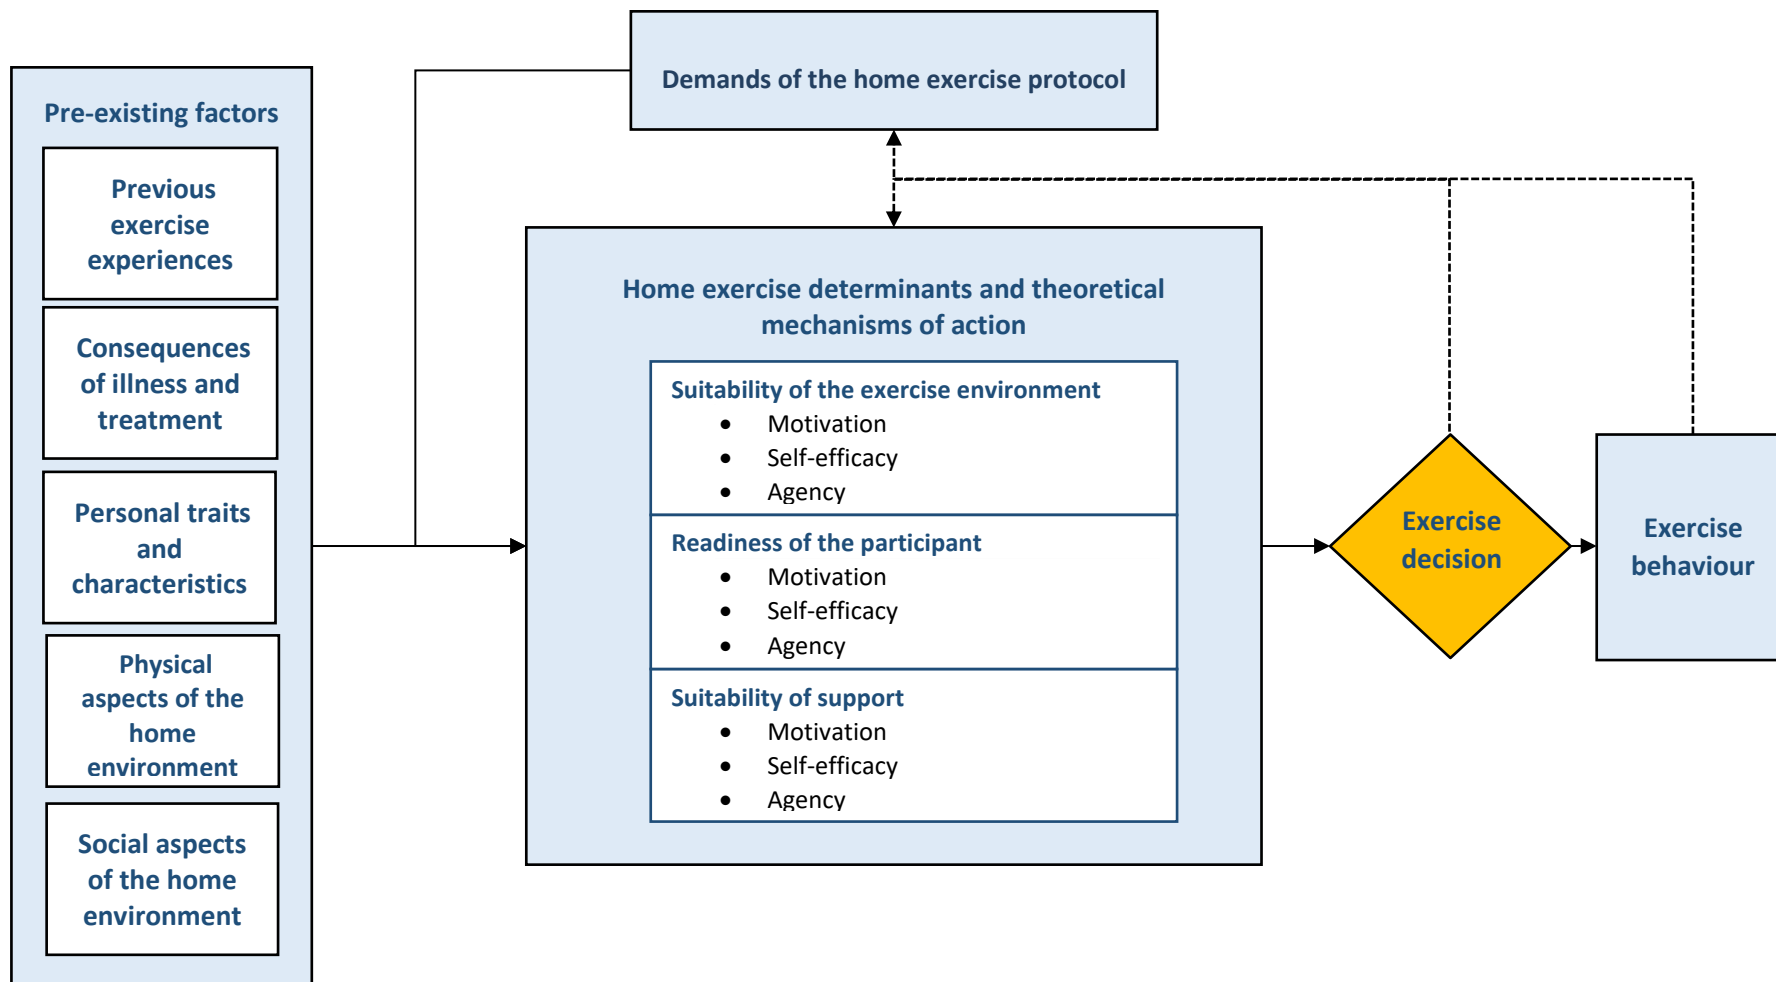 Demands of the home exercise protocol
Pre-existing factors
Previous
exercise
experiences
Consequences
of illness and
treatment
Personal traits
and
characteristics
Physical
aspects of the
home
environment
Social aspects
of the home
environment
Home exercise determinants and theoretical
mechanisms of action
Suitability of the exercise environment
• Motivation
• Self-efficacy
• Agency
Readiness of the participant
• Motivation
• Self-efficacy
• Agency
Suitability of support
• Motivation
• Self-efficacy
• Agency
Exercise
decision
Exercise
behaviour